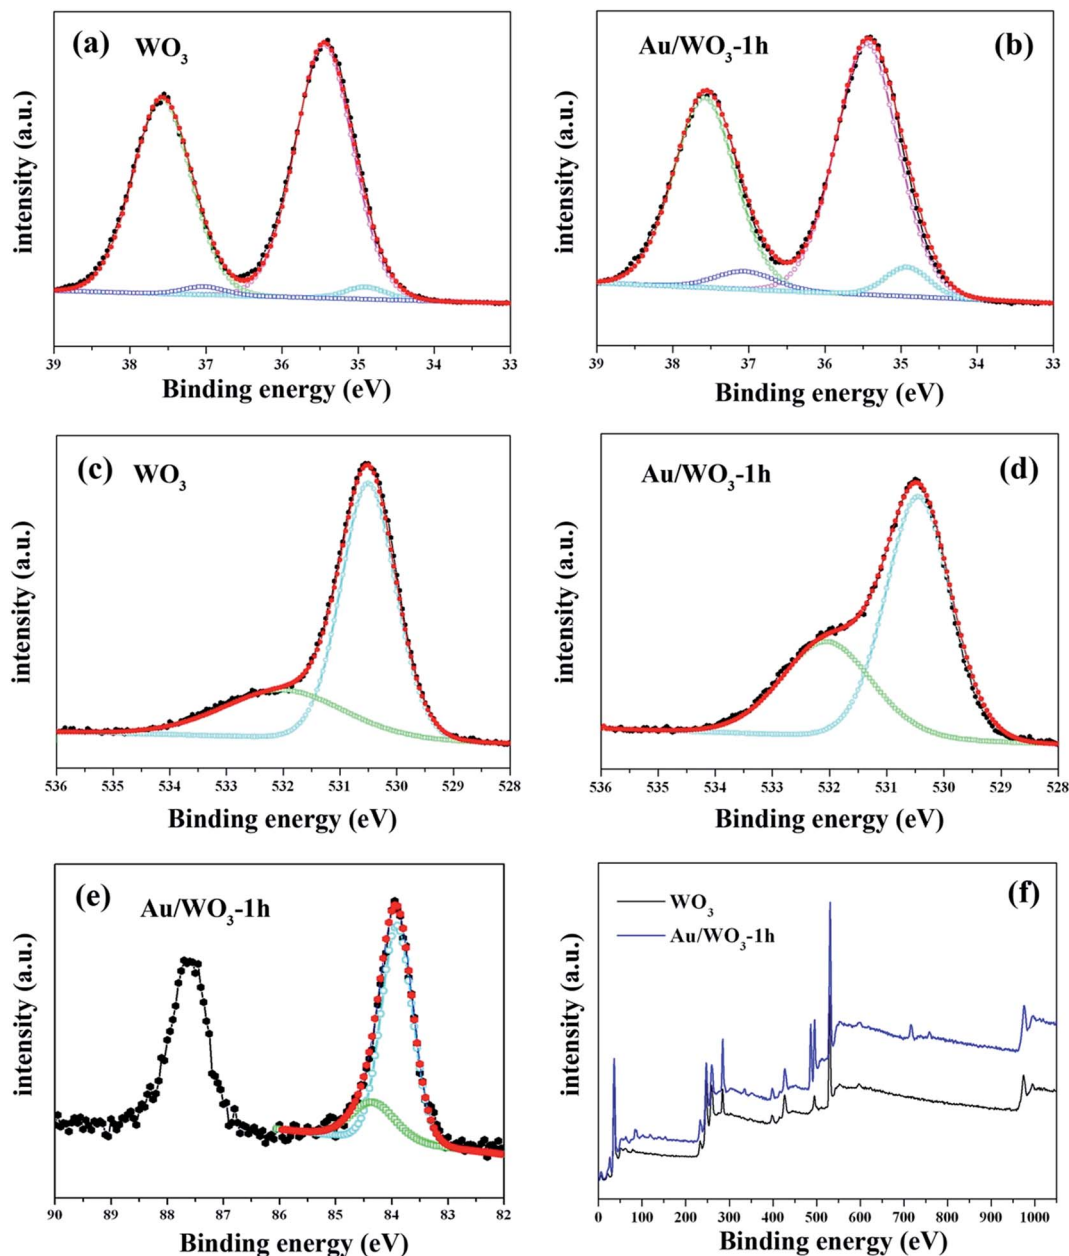 (a) WO3
intensity (a.u.)
39 38 37 36 35 34 33
Binding energy (eV)
Au/WO3-1h (b)
intensity (a.u.)
39 38 37 36 35 34 33
Binding energy (eV)
(c) WO3
intensity (a.u.)
536 535 534 533 532 531 530 529 528
Binding energy (eV)
Au/WO3-1h (d)
intensity (a.u.)
536 535 534 533 532 531 530 529 528
Binding energy (eV)
(e)
Au/WO3-1h
intensity (a.u.)
90 89 88 87 86 85 84 83 82
Binding energy (eV)
(f)
WO3
Au/WO3-1h
intensity (a.u.)
0 100 200 300 400 500 600 700 800 900 1000
Binding energy (eV)